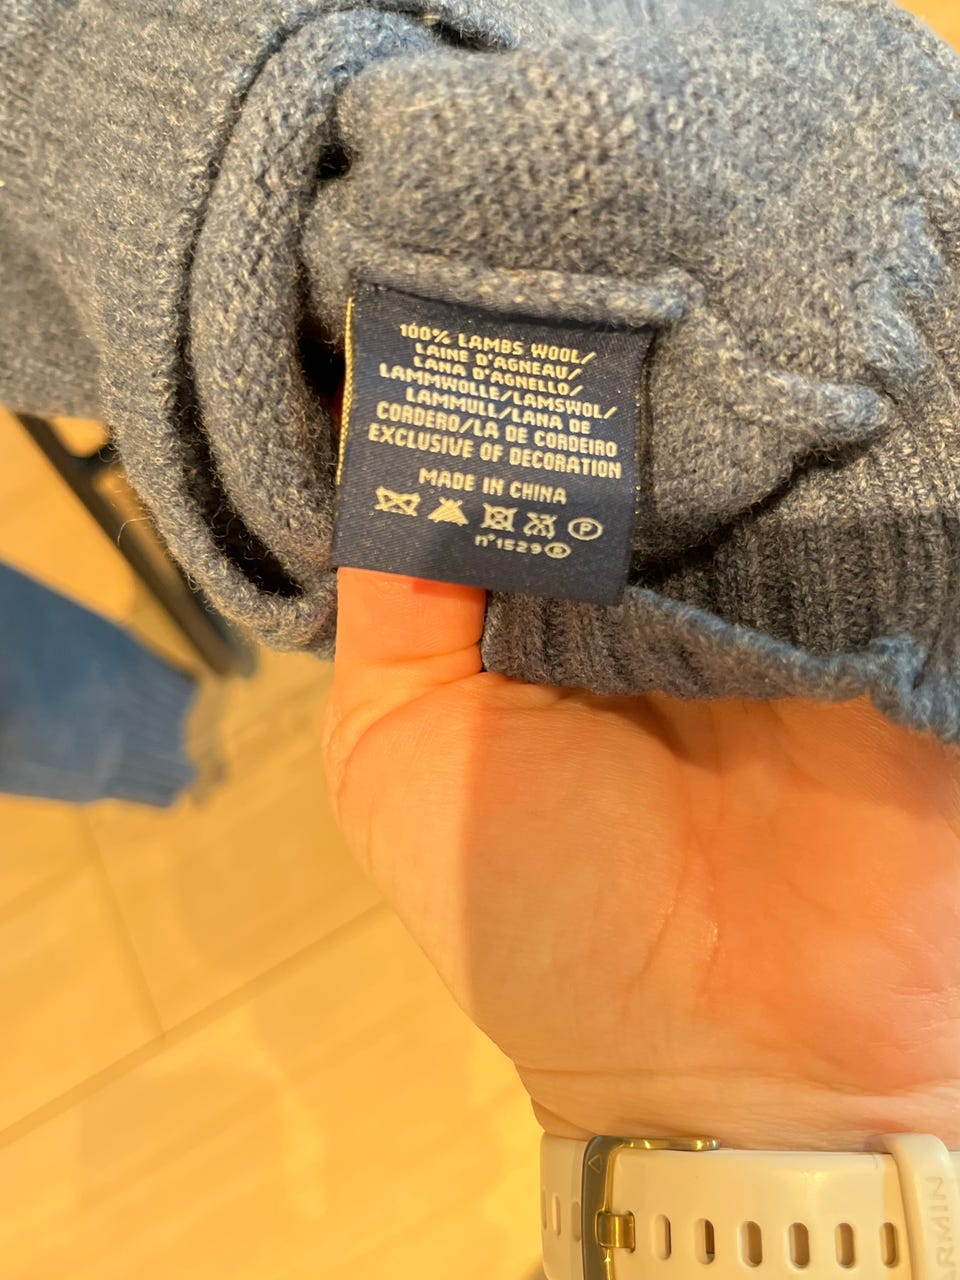 100% LAMBS WOOL/
LAINE D'AGNEAU/
LANA D'AGNELLO/
LAMMWOLLE/LAMSWOL/
LAMMULL/LANA DE
CORDERO/LA DE CORDEIRO
EXCLUSIVE OF DECORATION
MADE IN CHINA
P
n°1529®
ARMIN